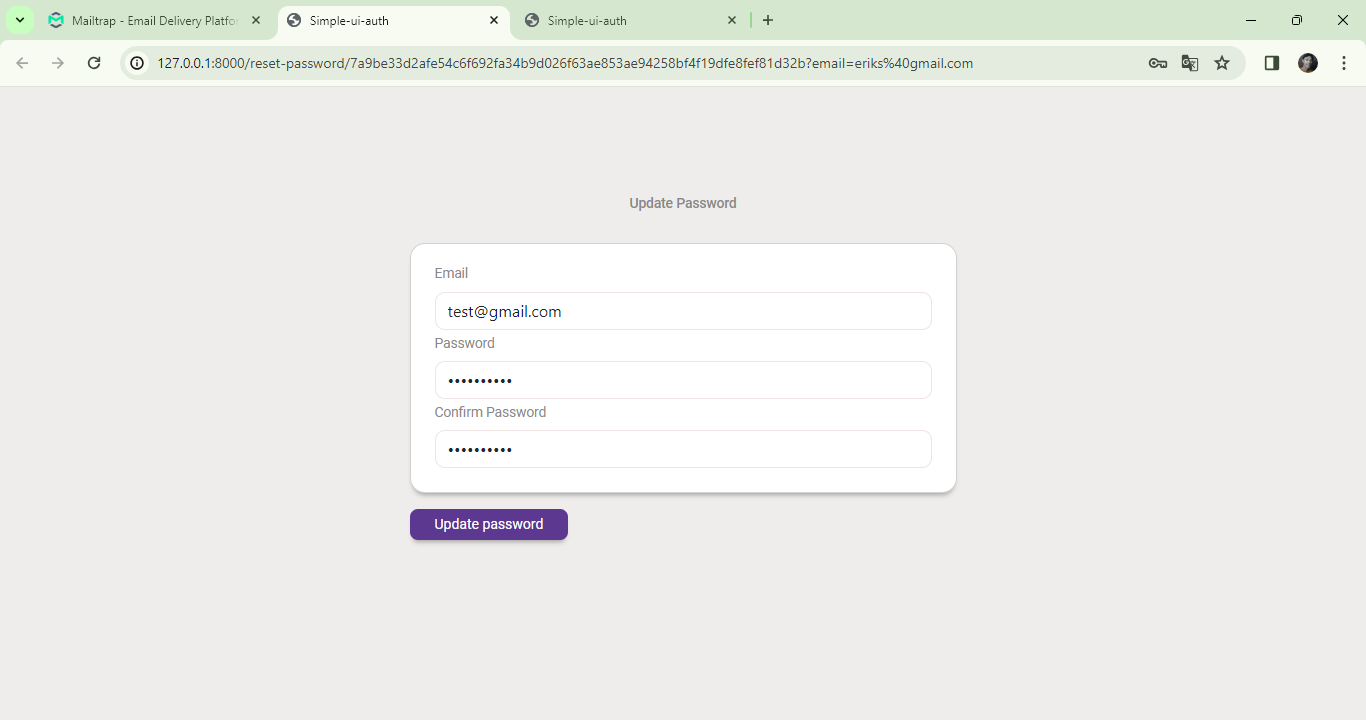 Mailtrap - Email Delivery Platfo
Simple-ui-auth
Simple-ui-auth
127.0.0.1:8000/reset-password/7a9be33d2afe54c6f692fa34b9d026f63ae853ae94258bf4f19dfe8fef81d32b?email=eriks%40gmail.com
Update Password
Email
test@gmail.com
Password
••••••••••
Confirm Password
••••••••••
Update password